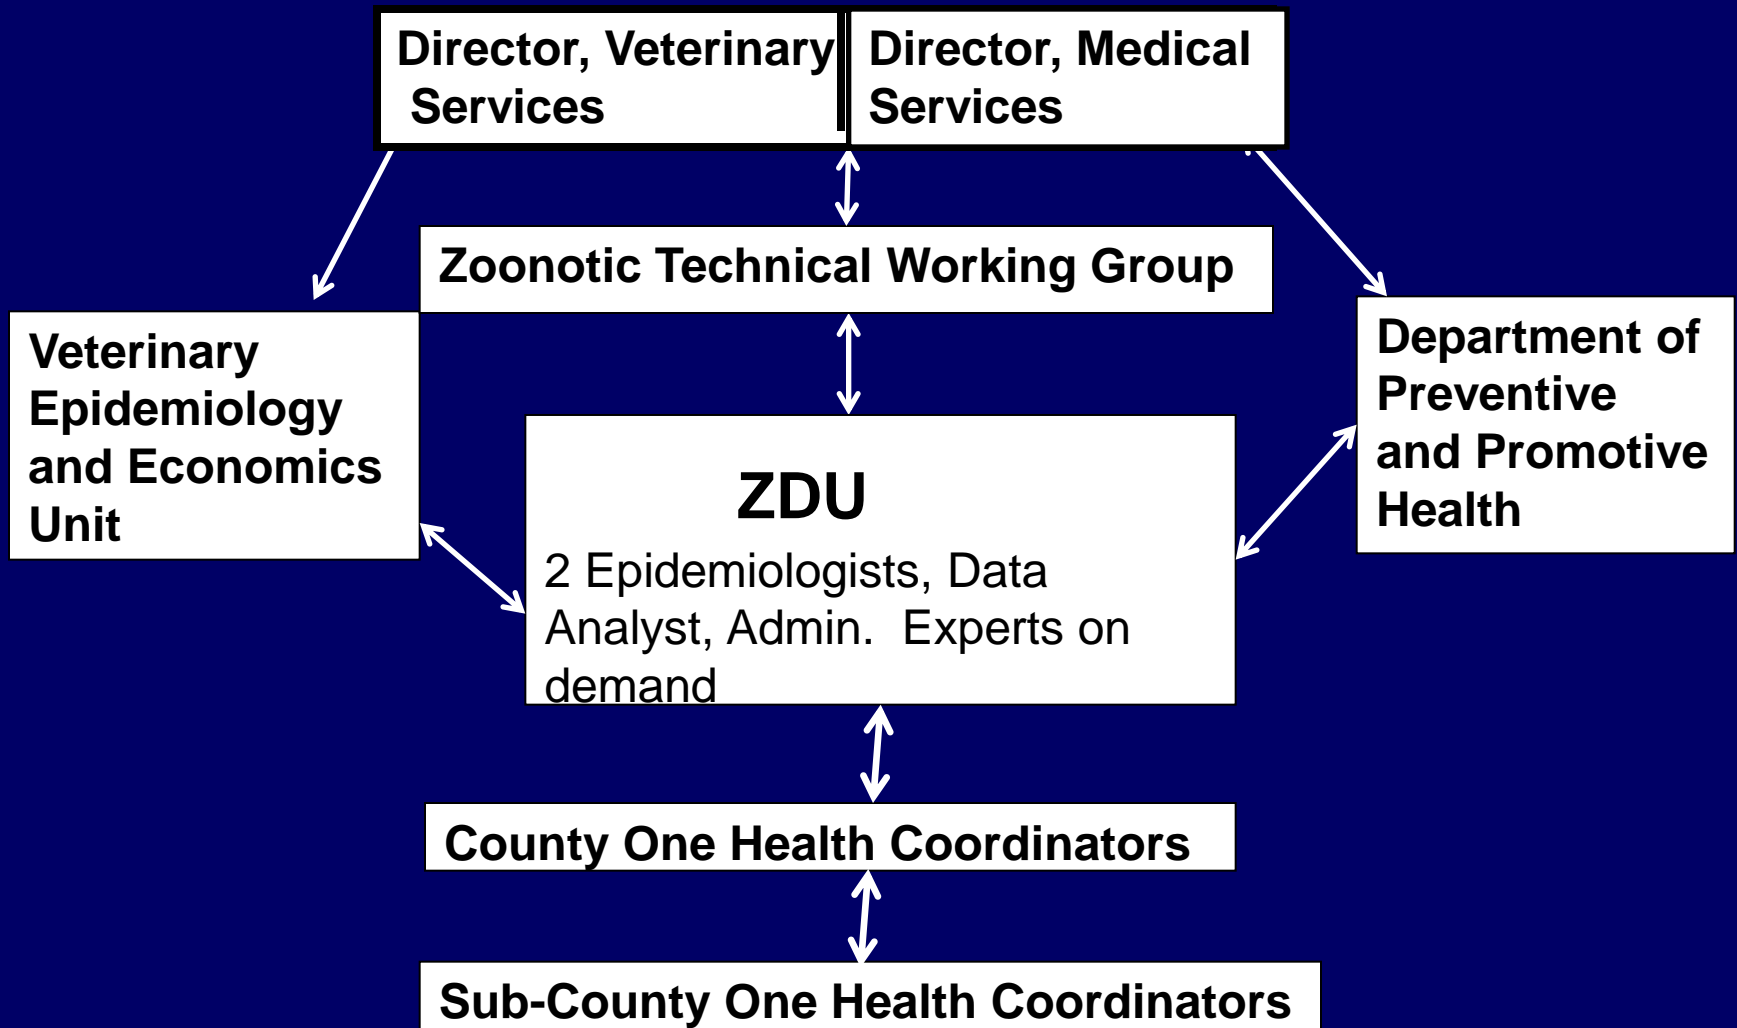 Director, Veterinary
Services
Director, Medical
Services
Zoonotic Technical Working Group
Veterinary
Epidemiology
and Economics
Unit
Department of
Preventive
and Promotive
Health
ZDU
2 Epidemiologists, Data
Analyst, Admin.  Experts on
demand
County One Health Coordinators
Sub-County One Health Coordinators